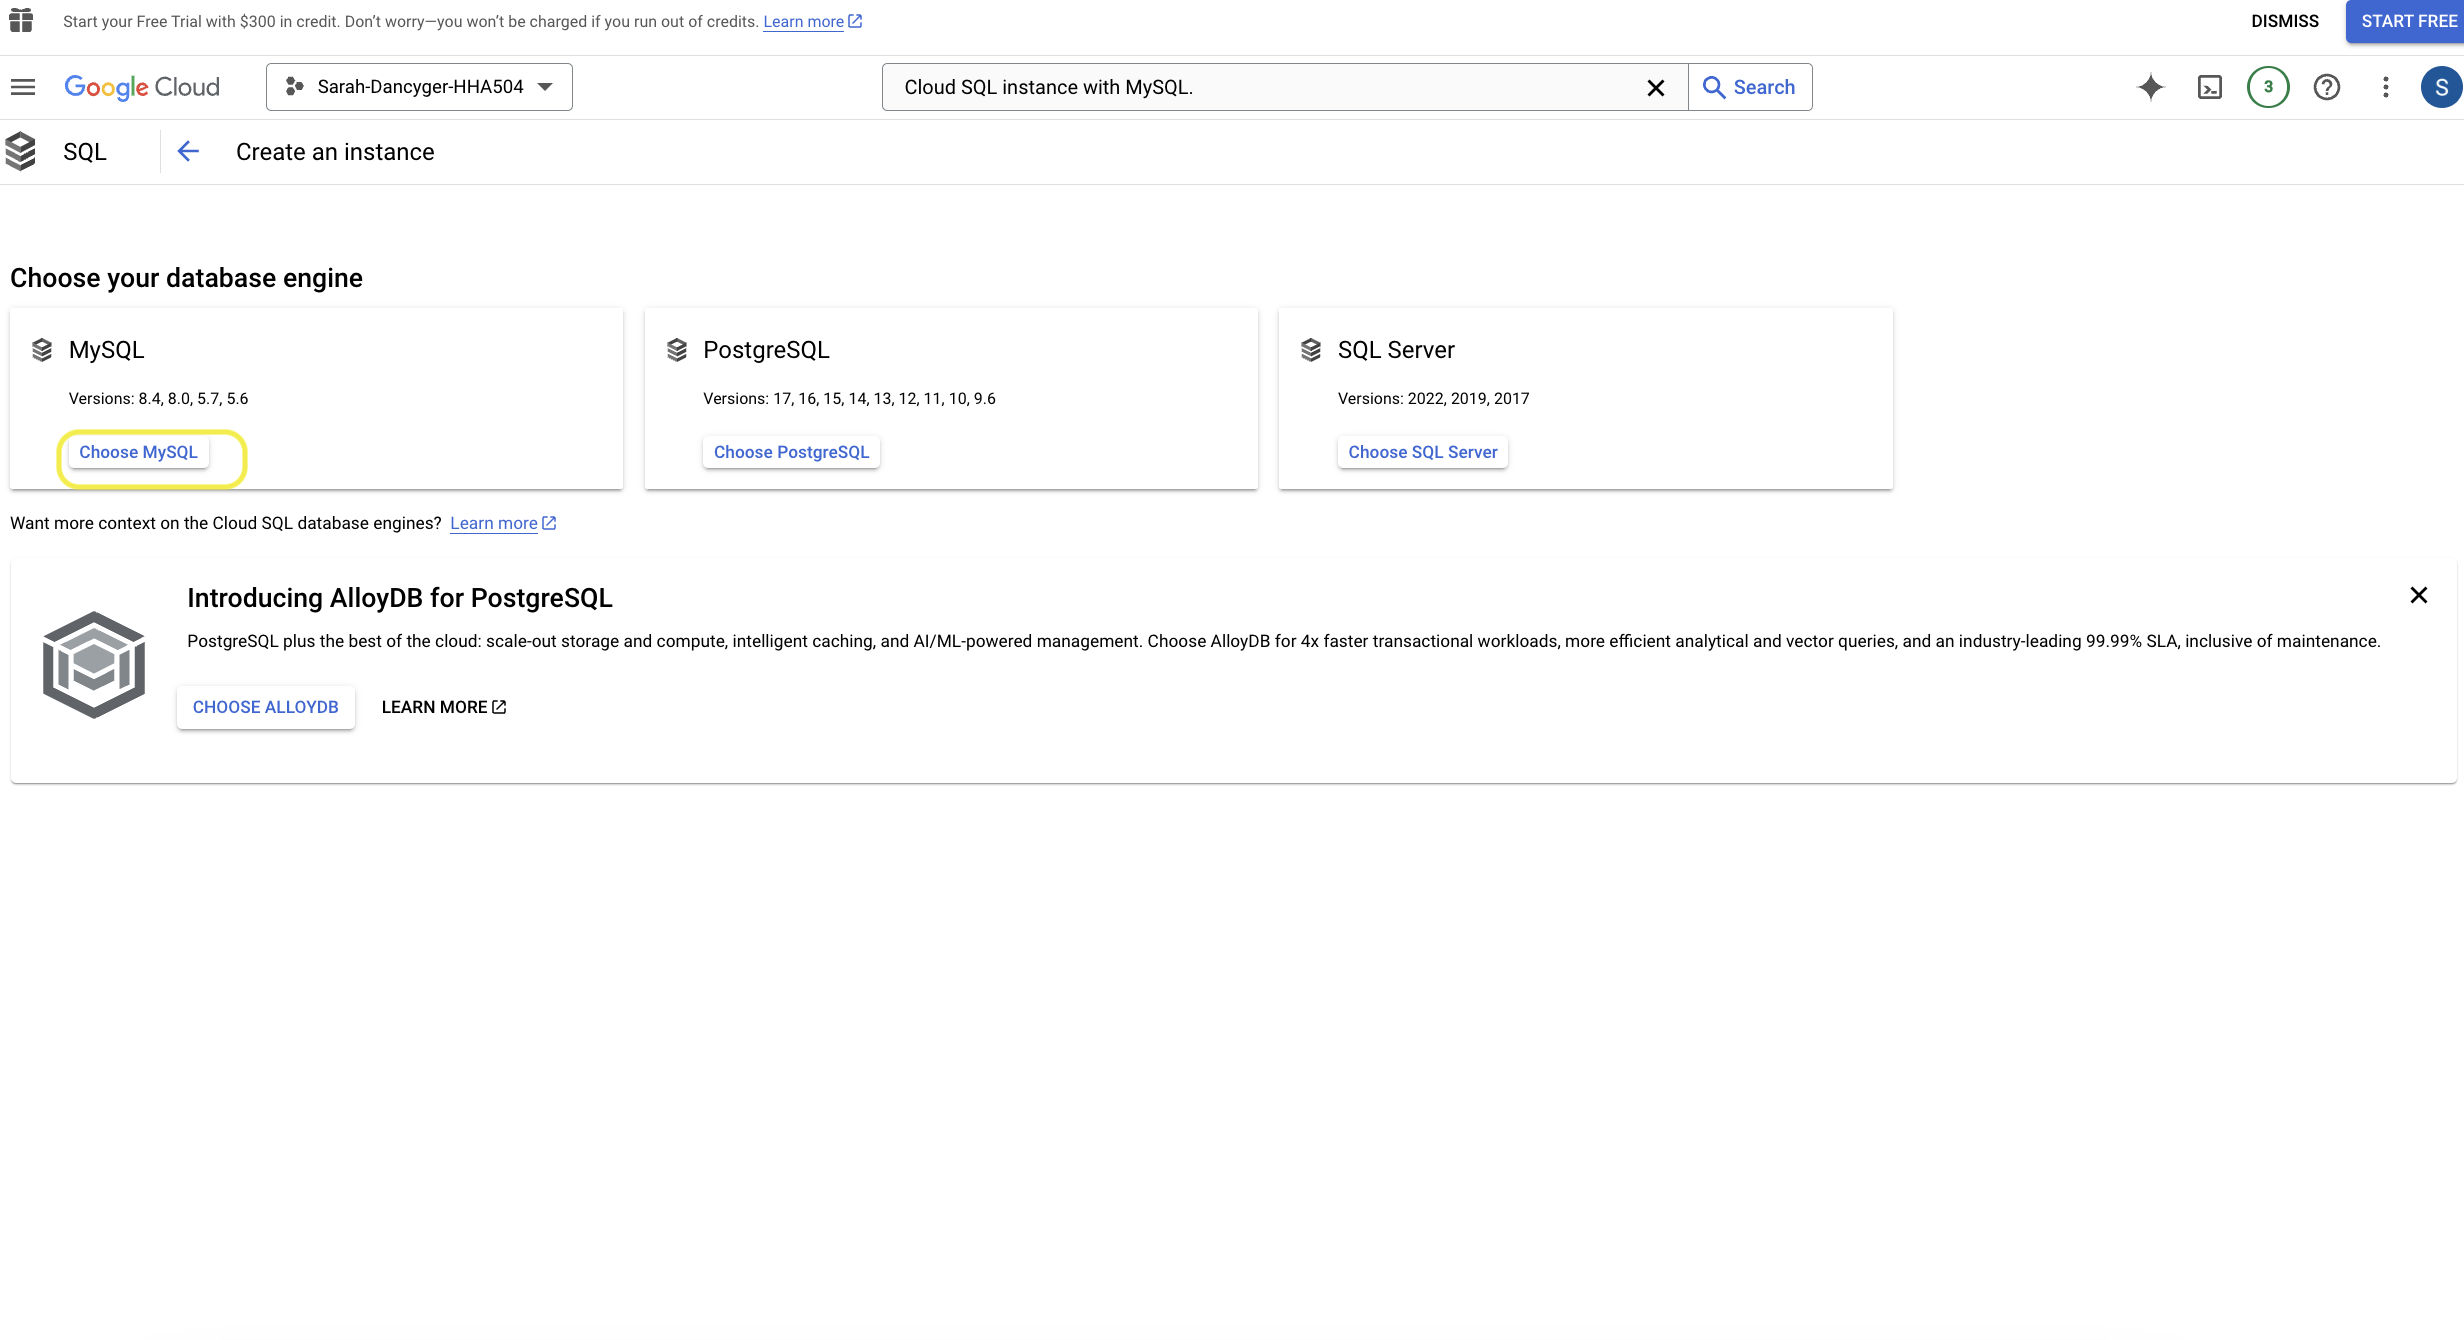 Start your Free Trial with $300 in credit. Don't worry—you won't be charged if you run out of credits. Learn more
DISMISS
START FREE
Google Cloud
Sarah-Dancyger-HHA504
Cloud SQL instance with MySQL.
Search
3
S
SQL
Create an instance
Choose your database engine
MySQL
Versions: 8.4, 8.0, 5.7, 5.6
Choose MySQL
PostgreSQL
Versions: 17, 16, 15, 14, 13, 12, 11, 10, 9.6
Choose PostgreSQL
SQL Server
Versions: 2022, 2019, 2017
Choose SQL Server
Want more context on the Cloud SQL database engines? Learn more
Introducing AlloyDB for PostgreSQL
PostgreSQL plus the best of the cloud: scale-out storage and compute, intelligent caching, and AI/ML-powered management. Choose AlloyDB for 4x faster transactional workloads, more efficient analytical and vector queries, and an industry-leading 99.99% SLA, inclusive of maintenance.
CHOOSE ALLOYDB
LEARN MORE